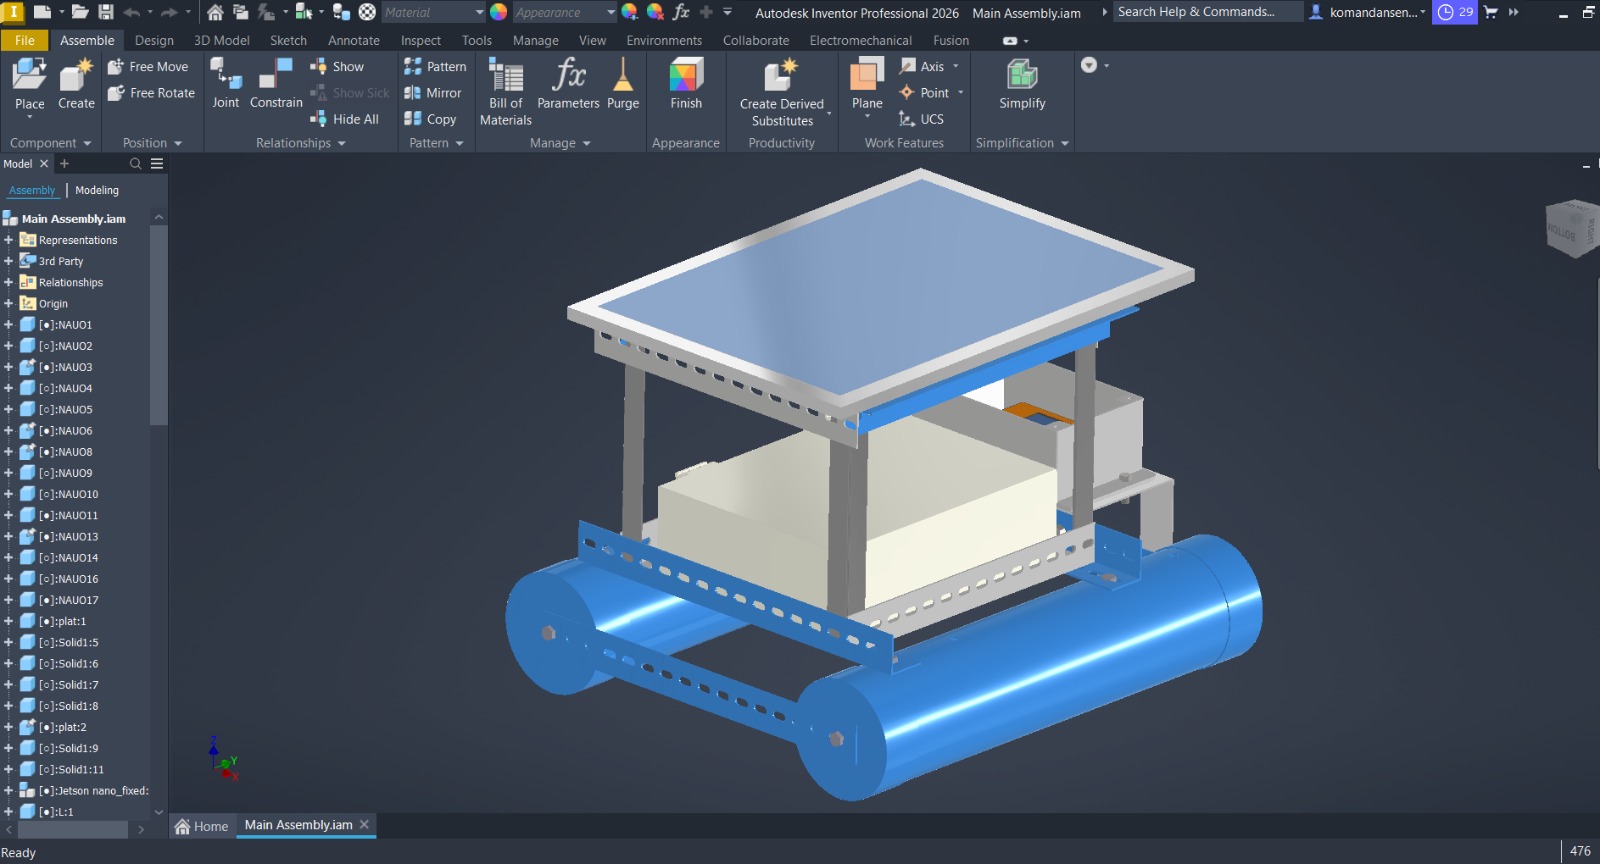 I Material Appearance fx Autodesk Inventor Professional 2026 Main Assembly.iam Search Help & Commands... komandansen... 29
File Assemble Design 3D Model Sketch Annotate Inspect Tools Manage View Environments Collaborate Electromechanical Fusion
Place Create
Free Move
Free Rotate
Joint Constrain
Show
Show Sick
Hide All
Pattern
Mirror
Copy
Bill of Materials
fx
Parameters Purge
Finish
Create Derived Substitutes
Plane
Axis
Point
UCS
Simplify
Component Position Relationships Pattern Manage Appearance Productivity Work Features Simplification
Model
Assembly | Modeling
Main Assembly.iam
Representations
3rd Party
Relationships
Origin
[●]:NAUO1
[○]:NAUO2
[●]:NAUO3
[○]:NAUO4
[○]:NAUO5
[●]:NAUO6
[●]:NAUO8
[○]:NAUO9
[○]:NAUO10
[●]:NAUO11
[●]:NAUO13
[○]:NAUO14
[○]:NAUO16
[●]:NAUO17
[●]:plat:1
[○]:Solid1:5
[○]:Solid1:6
[○]:Solid1:7
[○]:Solid1:8
[●]:plat:2
[○]:Solid1:9
[○]:Solid1:11
[●]:Jetson nano_fixed:
[●]:L:1
BOTTOM
RIGHT
Z
Y
X
Home Main Assembly.iam
Ready
476